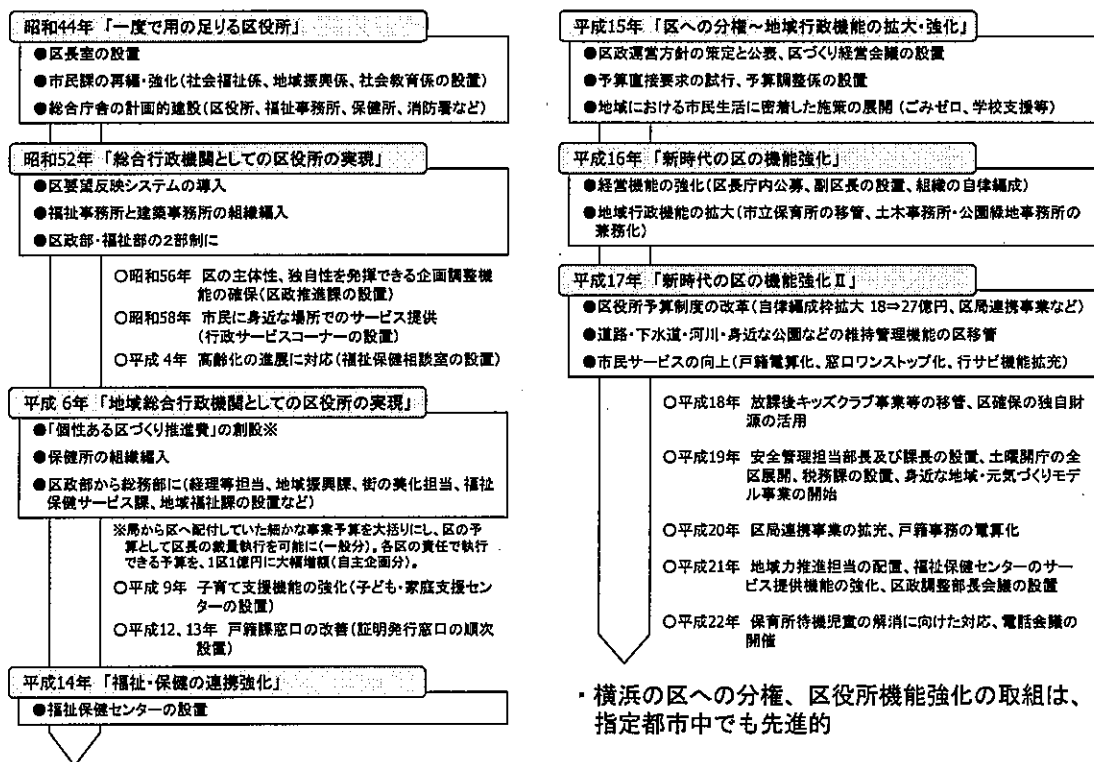 昭和44年 「一度で用の足りる区役所」
●区長室の設置
●市民課の再編・強化(社会福祉係、地域振興係、社会教育係の設置)
●総合庁舎の計画的建設(区役所、福祉事務所、保健所、消防署など)
昭和52年 「総合行政機関としての区役所の実現」
●区要望反映システムの導入
●福祉事務所と建築事務所の組織編入
●区政部・福祉部の2部制に
○昭和56年 区の主体性、独自性を発揮できる企画調整機
能の確保(区政推進課の設置)
○昭和58年 市民に身近な場所でのサービス提供
(行政サービスコーナーの設置)
○平成 4年 高齢化の進展に対応(福祉保健相談室の設置)
平成 6年 「地域総合行政機関としての区役所の実現」
●「個性ある区づくり推進費」の創設※
●保健所の組織編入
●区政部から総務部に(経理等担当、地域振興課、街の美化担当、福祉
保健サービス課、地域福祉課の設置など)
※局から区へ配付していた細かな事業予算を大括りにし、区の予
算として区長の裁量執行を可能に(一般分)。各区の責任で執行
できる予算を、1区1億円に大幅増額(自主企画分)。
○平成 9年 子育て支援機能の強化(子ども・家庭支援セン
ターの設置)
○平成12、13年 戸籍課窓口の改善(証明発行窓口の順次
設置)
平成14年 「福祉・保健の連携強化」
●福祉保健センターの設置
平成15年 「区への分権~地域行政機能の拡大・強化」
●区政運営方針の策定と公表、区づくり経営会議の設置
●予算直接要求の試行、予算調整係の設置
●地域における市民生活に密着した施策の展開 (ごみゼロ、学校支援等)
平成16年 「新時代の区の機能強化」
●経営機能の強化(区長庁内公募、副区長の設置、組織の自律編成)
●地域行政機能の拡大(市立保育所の移管、土木事務所・公園緑地事務所の
兼務化)
平成17年 「新時代の区の機能強化Ⅱ」
●区役所予算制度の改革(自律編成枠拡大 18⇒27億円、区局連携事業など)
●道路・下水道・河川・身近な公園などの維持管理機能の区移管
●市民サービスの向上(戸籍電算化、窓口ワンストップ化、行サビ機能拡充)
○平成18年 放課後キッズクラブ事業等の移管、区確保の独自財
源の活用
○平成19年 安全管理担当部長及び課長の設置、土曜開庁の全
区展開、税務課の設置、身近な地域・元気づくりモデ
ル事業の開始
○平成20年 区局連携事業の拡充、戸籍事務の電算化
○平成21年 地域力推進担当の配置、福祉保健センターのサー
ビス提供機能の強化、区政調整部長会議の設置
○平成22年 保育所待機児童の解消に向けた対応、電話会議の
開催
・横浜の区への分権、区役所機能強化の取組は、
指定都市中でも先進的